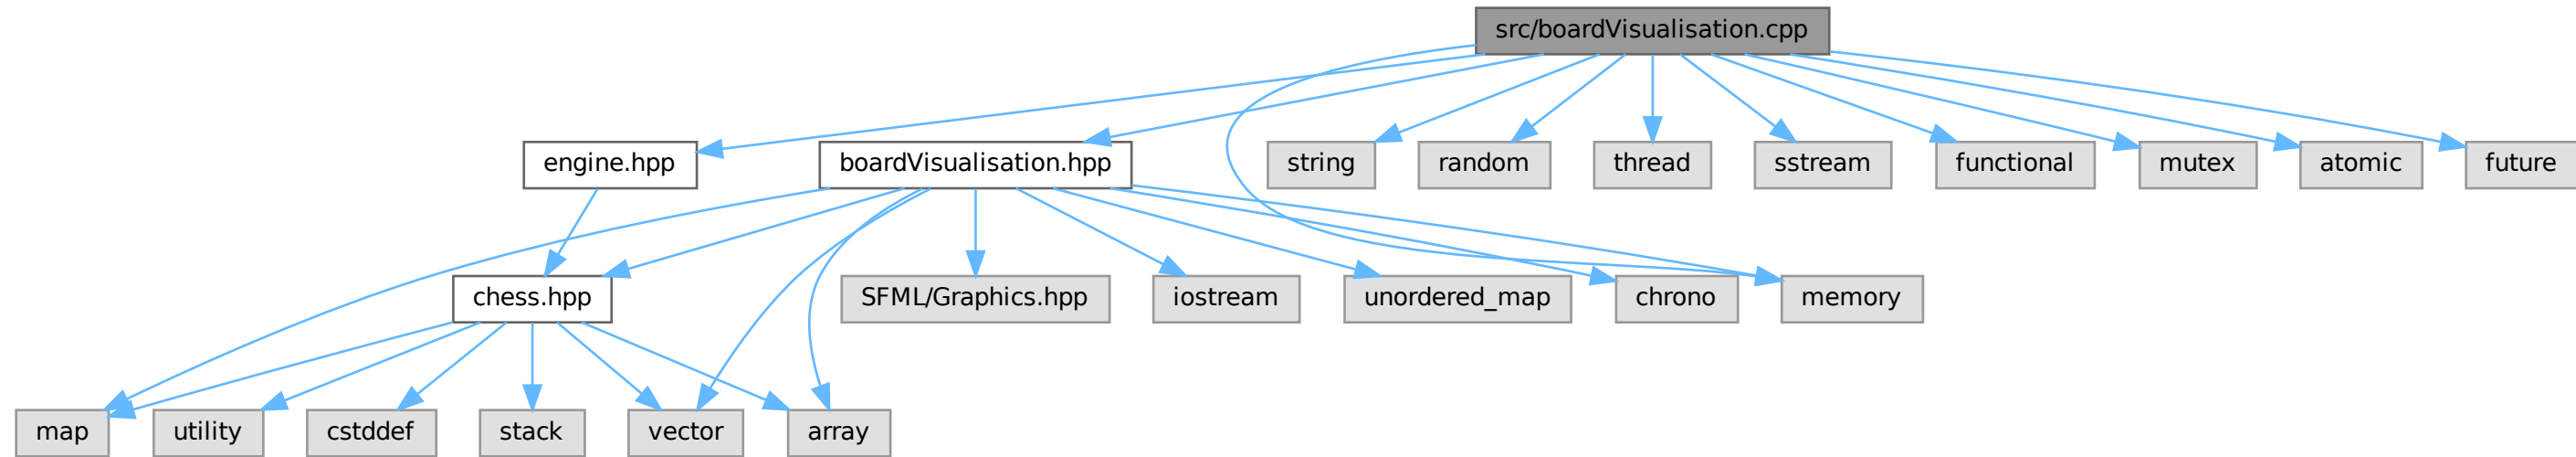 src/boardVisualisation.cpp
engine.hpp
boardVisualisation.hpp
string
random
thread
sstream
functional
mutex
atomic
future
chess.hpp
SFML/Graphics.hpp
iostream
unordered_map
chrono
memory
map
utility
cstddef
stack
vector
array